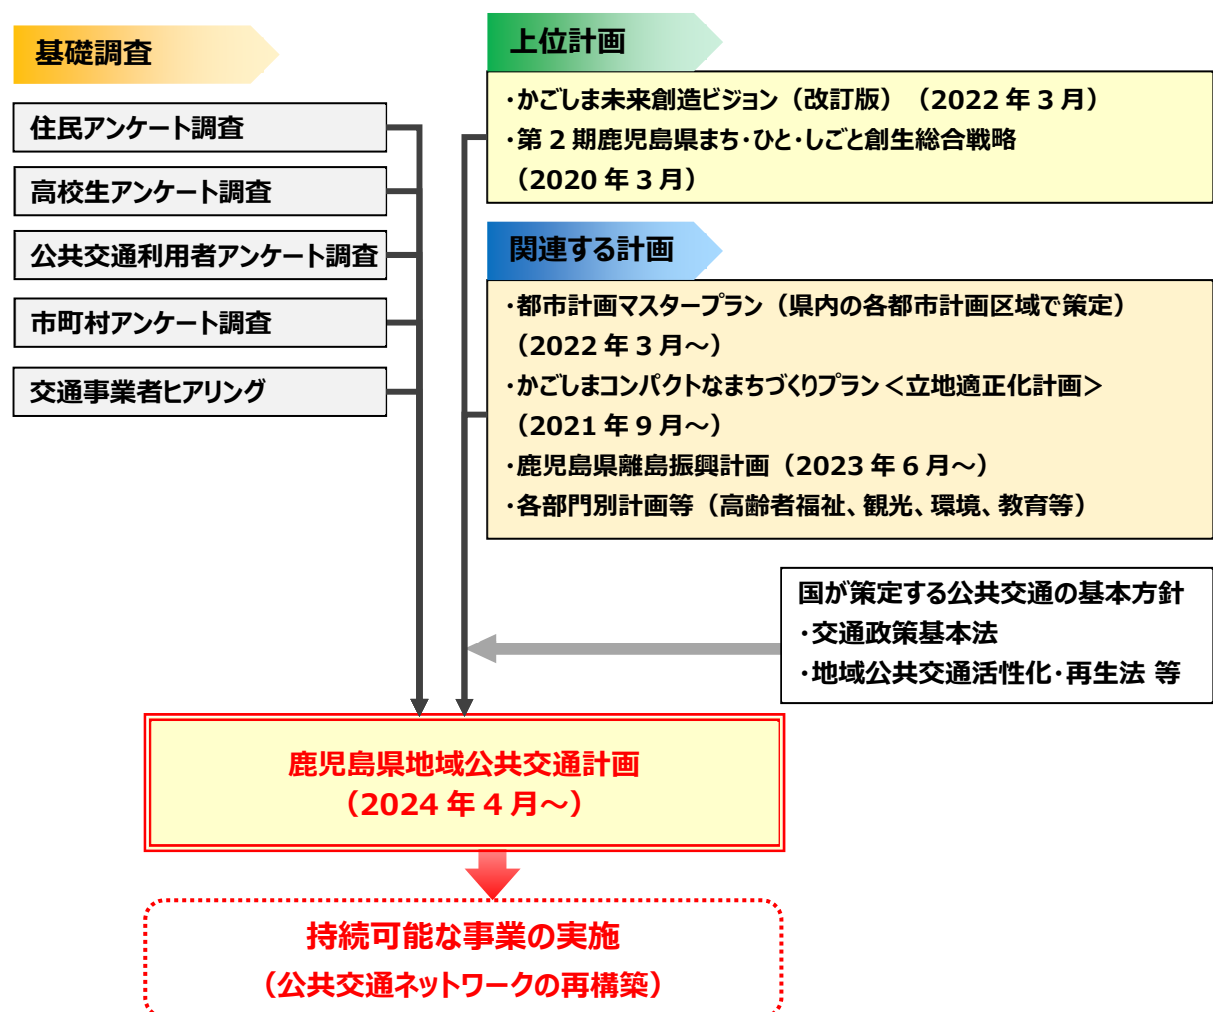 基礎調査
住民アンケート調査
高校生アンケート調査
公共交通利用者アンケート調査
市町村アンケート調査
交通事業者ヒアリング
上位計画
・かごしま未来創造ビジョン（改訂版）（2022年3月）
・第2期鹿児島県まち・ひと・しごと創生総合戦略
（2020年3月）
関連する計画
・都市計画マスタープラン（県内の各都市計画区域で策定）
（2022年3月～）
・かごしまコンパクトなまちづくりプラン＜立地適正化計画＞
（2021年9月～）
・鹿児島県離島振興計画（2023年6月～）
・各部門別計画等（高齢者福祉、観光、環境、教育等）
国が策定する公共交通の基本方針
・交通政策基本法
・地域公共交通活性化・再生法 等
鹿児島県地域公共交通計画
（2024年4月～）
持続可能な事業の実施
（公共交通ネットワークの再構築）